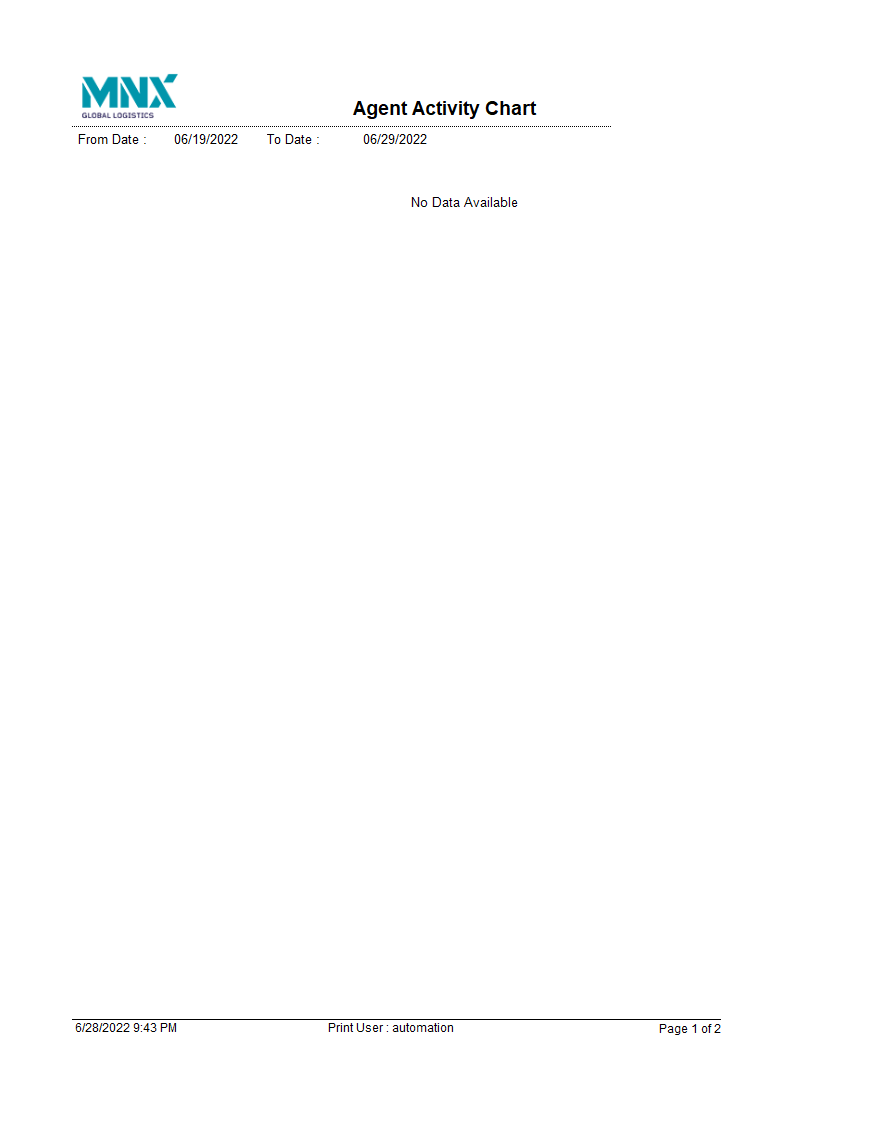 MNX
GLOBAL LOGISTICS
Agent Activity Chart
From Date : 06/19/2022 To Date : 06/29/2022
No Data Available
6/28/2022 9:43 PM Print User : automation Page 1 of 2